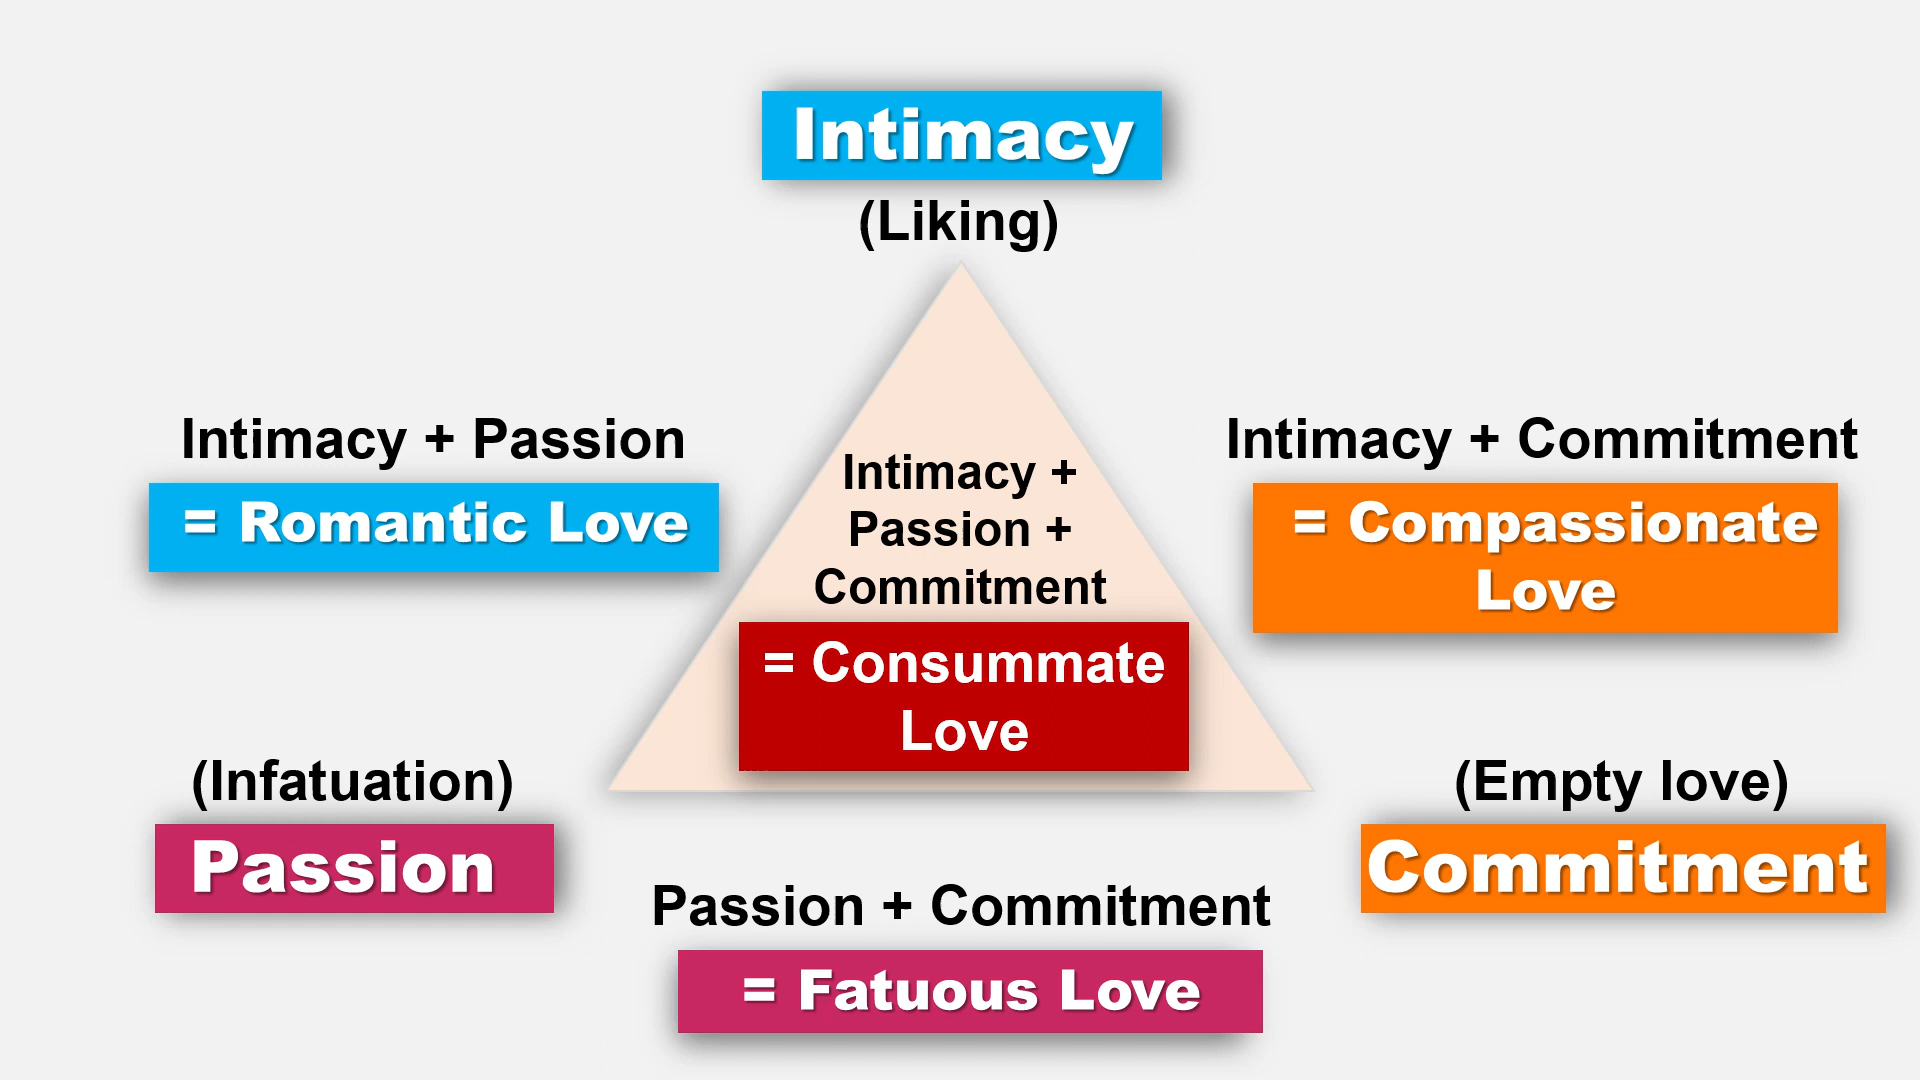 Intimacy
(Liking)
Intimacy + Passion
= Romantic Love
Intimacy +
Passion +
Commitment
= Consummate
Love
Intimacy + Commitment
= Compassionate
Love
(Infatuation)
Passion
(Empty love)
Commitment
Passion + Commitment
= Fatuous Love